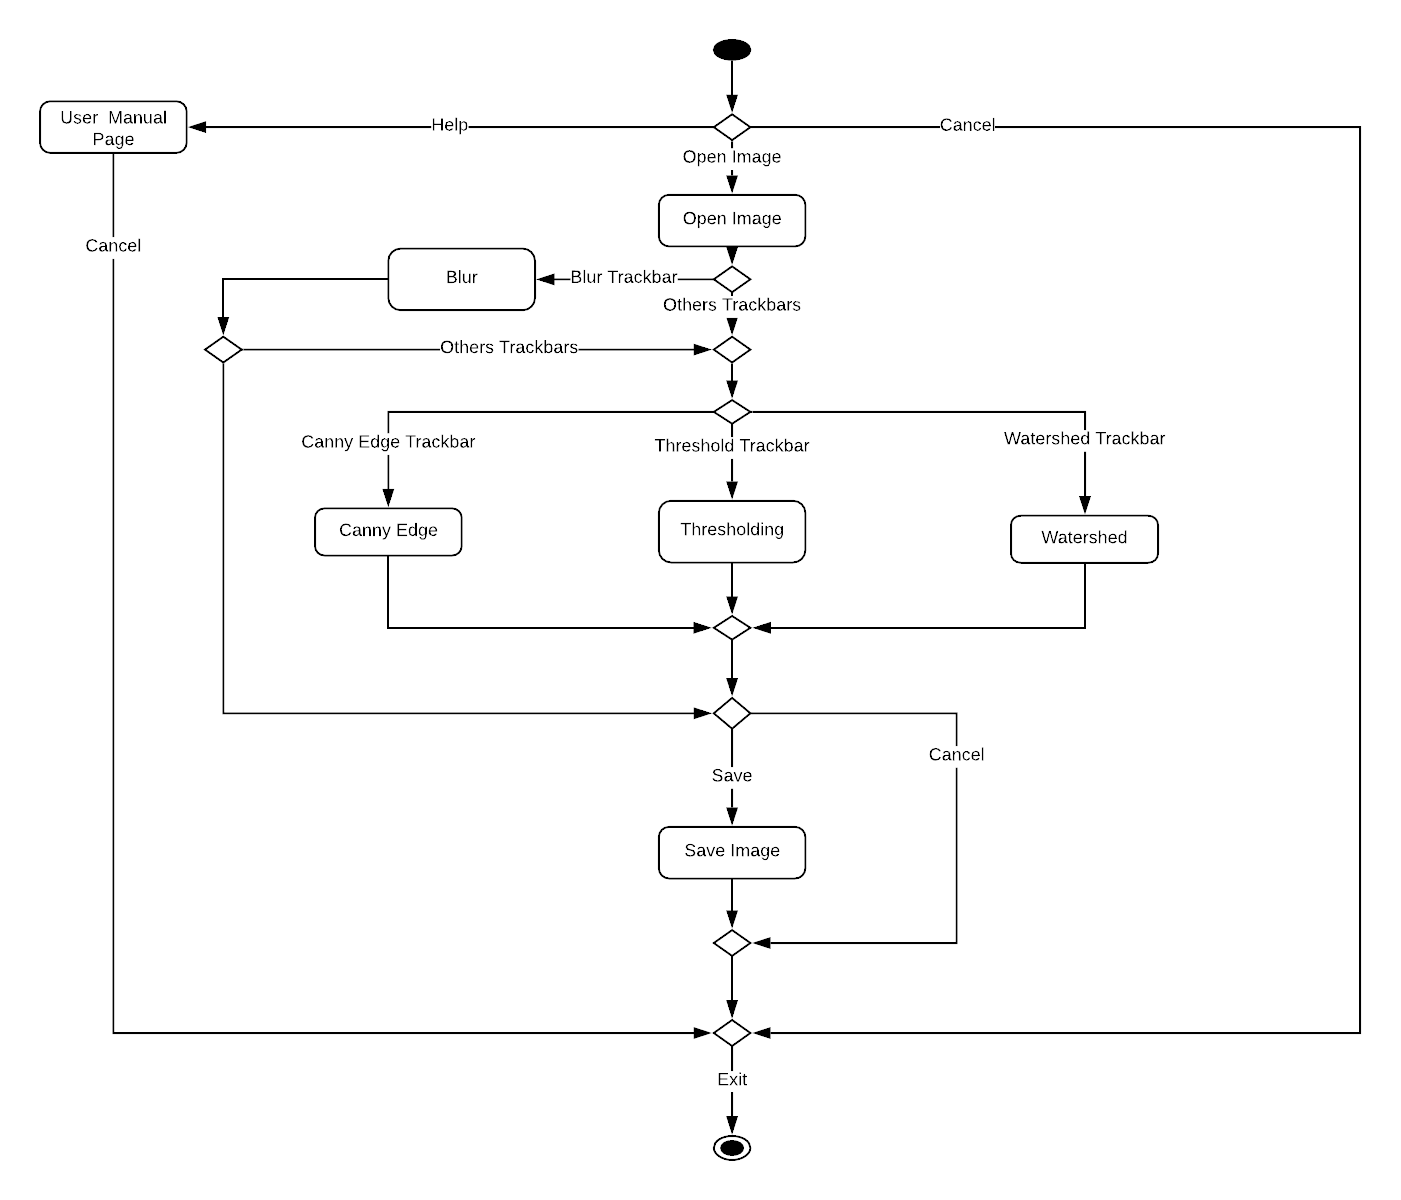 User  Manual
Page
Help
Cancel
Open Image
Open Image
Cancel
Blur
Blur Trackbar
Others Trackbars
Others Trackbars
Canny Edge Trackbar
Threshold Trackbar
Watershed Trackbar
Canny Edge
Thresholding
Watershed
Cancel
Save
Save Image
Exit